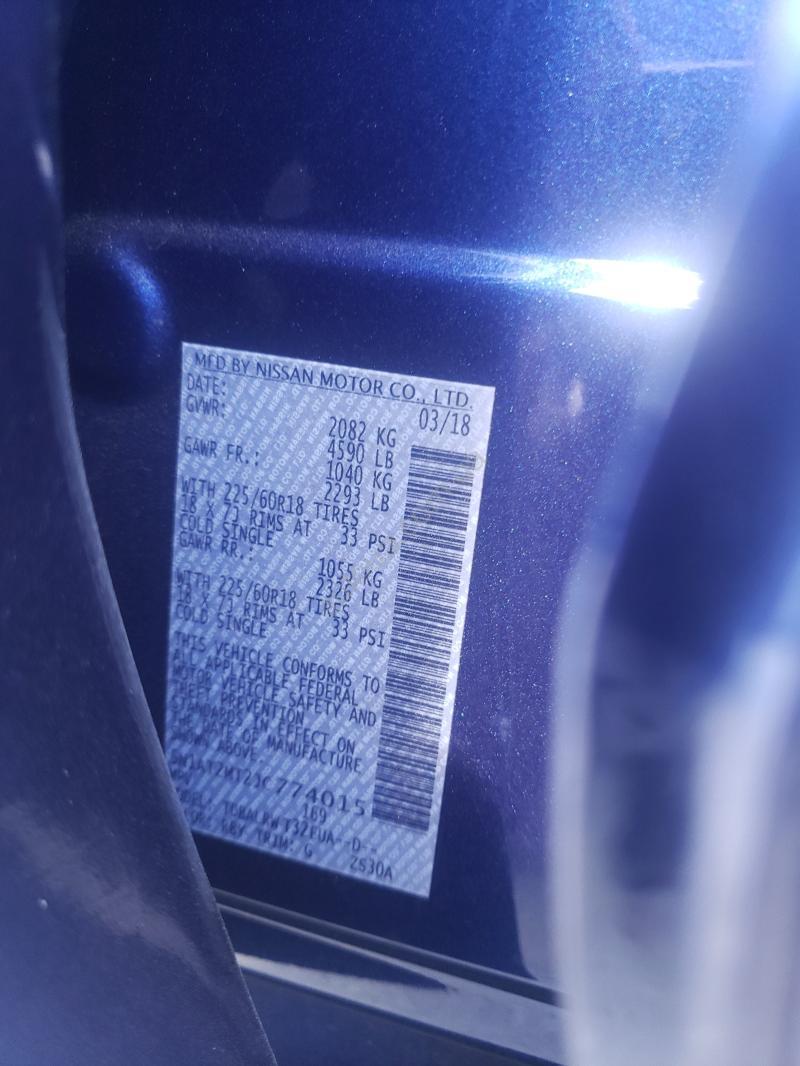 MFD BY NISSAN MOTOR CO., LTD.
DATE: 03/18
GVWR: 2082 KG
4590 LB
GAWR FR.: 1040 KG
2293 LB
WITH 225/60R18 TIRES
18 X 7J RIMS AT 33 PSI
COLD SINGLE
GAWR RR.: 1055 KG
2326 LB
WITH 225/60R18 TIRES
18 X 7J RIMS AT 33 PSI
COLD SINGLE
THIS VEHICLE CONFORMS TO
ALL APPLICABLE FEDERAL
MOTOR VEHICLE SAFETY AND
THEFT PREVENTION
STANDARDS IN EFFECT ON
THE DATE OF MANUFACTURE
SHOWN ABOVE.
774015
169
TRIM: G 2S30A